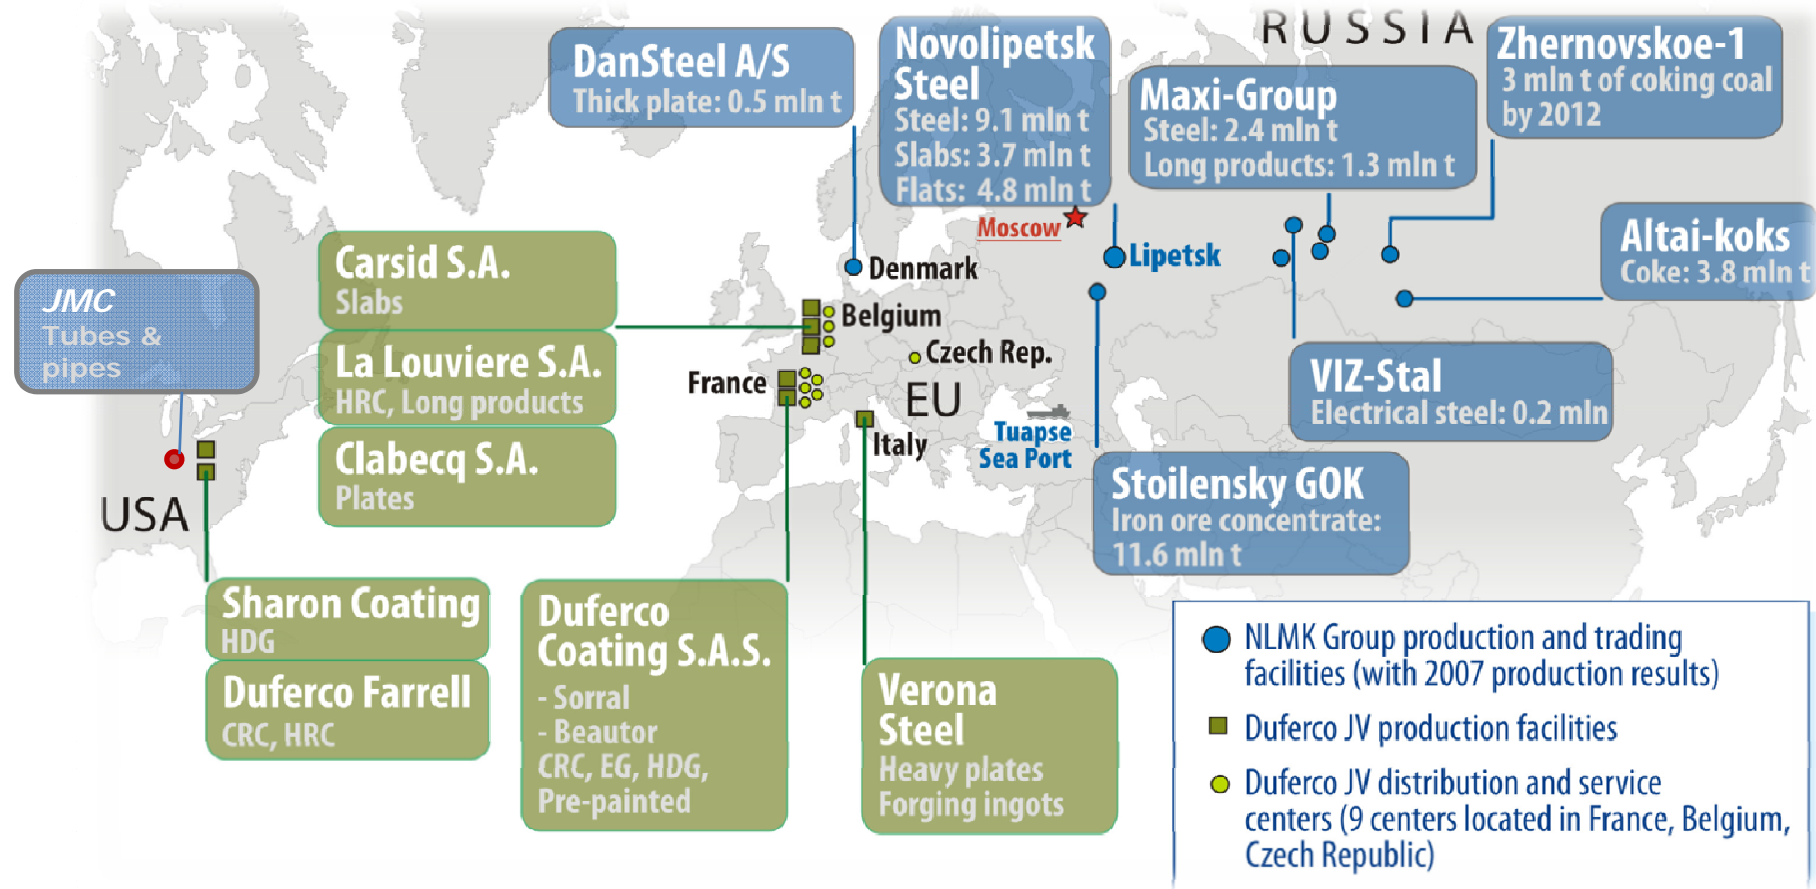 RUSSIA
DanSteel A/S
Thick plate: 0.5 mln t
Novolipetsk
Steel
Steel: 9.1 mln t
Slabs: 3.7 mln t
Flats: 4.8 mln t
Maxi-Group
Steel: 2.4 mln t
Long products: 1.3 mln t
Zhernovskoe-1
3 mln t of coking coal
by 2012
Altai-koks
Coke: 3.8 mln t
Moscow
Lipetsk
Denmark
Carsid S.A.
Slabs
La Louviere S.A.
HRC, Long products
Clabecq S.A.
Plates
JMC
Tubes &
pipes
Belgium
Czech Rep.
France
EU
Italy
Tuapse
Sea Port
VIZ-Stal
Electrical steel: 0.2 mln
Stoilensky GOK
Iron ore concentrate:
11.6 mln t
USA
Sharon Coating
HDG
Duferco Farrell
CRC, HRC
Duferco
Coating S.A.S.
- Sorral
- Beautor
CRC, EG, HDG,
Pre-painted
Verona
Steel
Heavy plates
Forging ingots
NLMK Group production and trading
facilities (with 2007 production results)
Duferco JV production facilities
Duferco JV distribution and service
centers (9 centers located in France, Belgium,
Czech Republic)